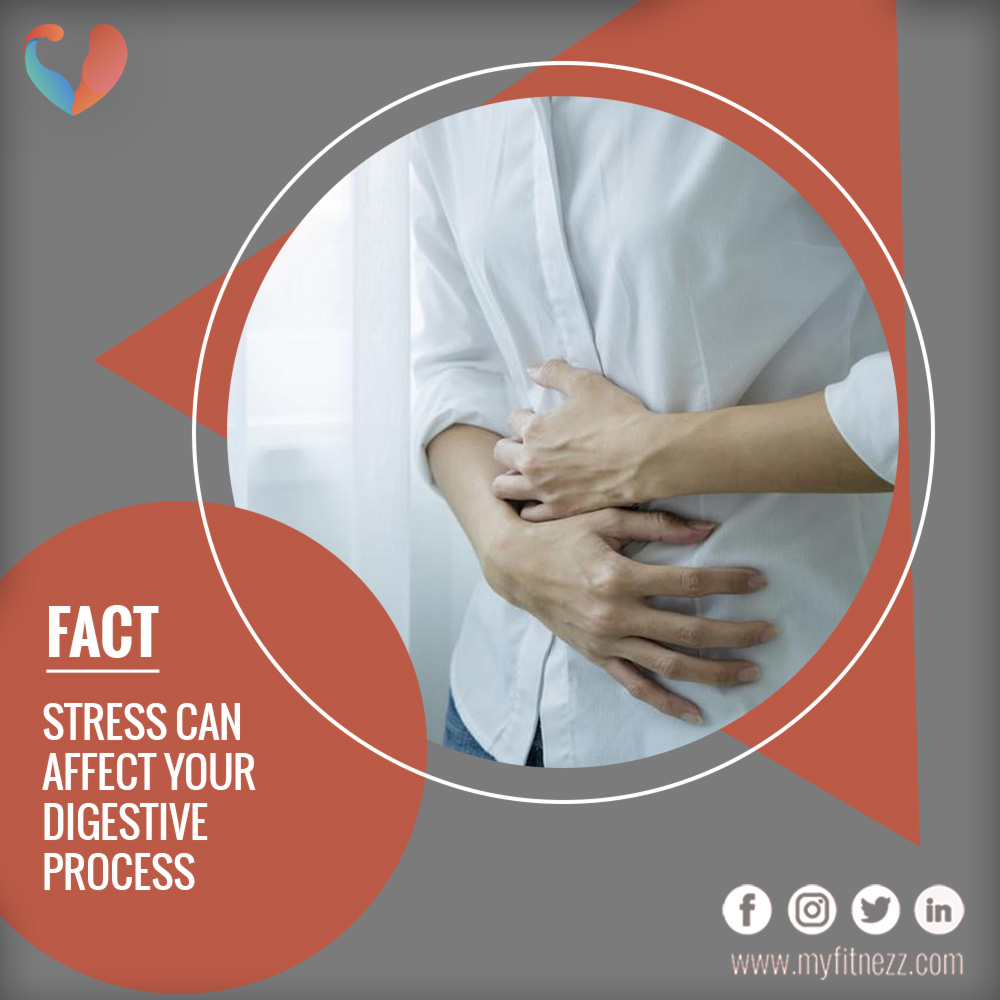 FACT
STRESS CAN
AFFECT YOUR
DIGESTIVE
PROCESS
www.myfitnezz.com